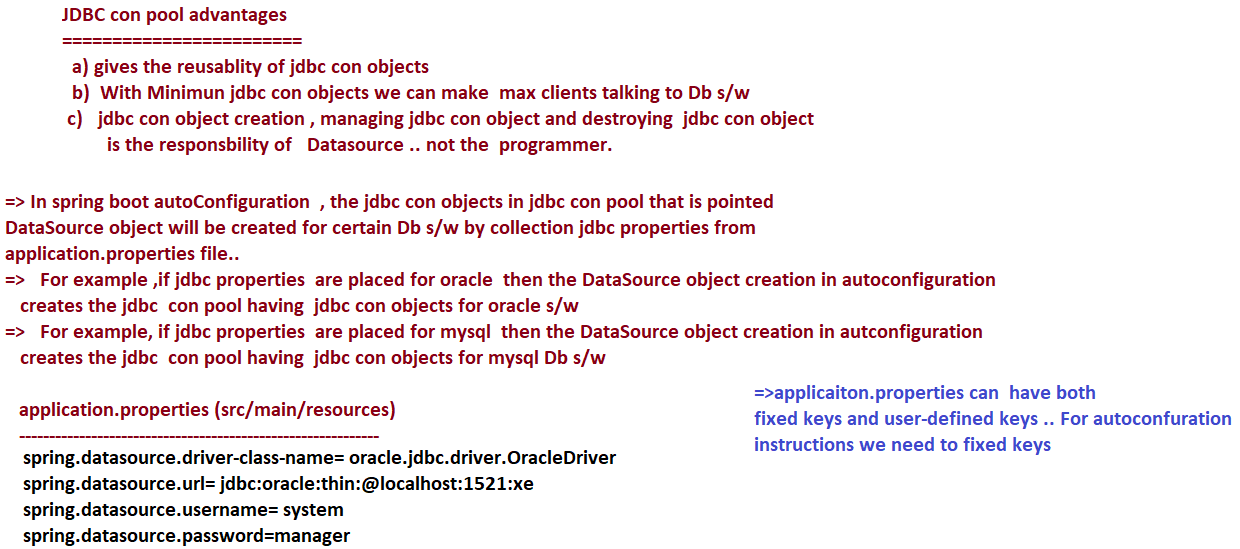 JDBC con pool advantages
========================
a) gives the reusablity of jdbc con objects
b) With Minimun jdbc con objects we can make max clients talking to Db s/w
c) jdbc con object creation , managing jdbc con object and destroying jdbc con object
is the responsbility of Datasource .. not the programmer.
=> In spring boot autoConfiguration , the jdbc con objects in jdbc con pool that is pointed
DataSource object will be created for certain Db s/w by collection jdbc properties from
application.properties file..
=> For example ,if jdbc properties are placed for oracle then the DataSource object creation in autoconfiguration
creates the jdbc con pool having jdbc con objects for oracle s/w
=> For example, if jdbc properties are placed for mysql then the DataSource object creation in autconfiguration
creates the jdbc con pool having jdbc con objects for mysql Db s/w
application.properties (src/main/resources)
------------------------------------------------------------
spring.datasource.driver-class-name= oracle.jdbc.driver.OracleDriver
spring.datasource.url= jdbc:oracle:thin:@localhost:1521:xe
spring.datasource.username= system
spring.datasource.password=manager
=>applicaiton.properties can have both
fixed keys and user-defined keys .. For autoconfuration
instructions we need to fixed keys